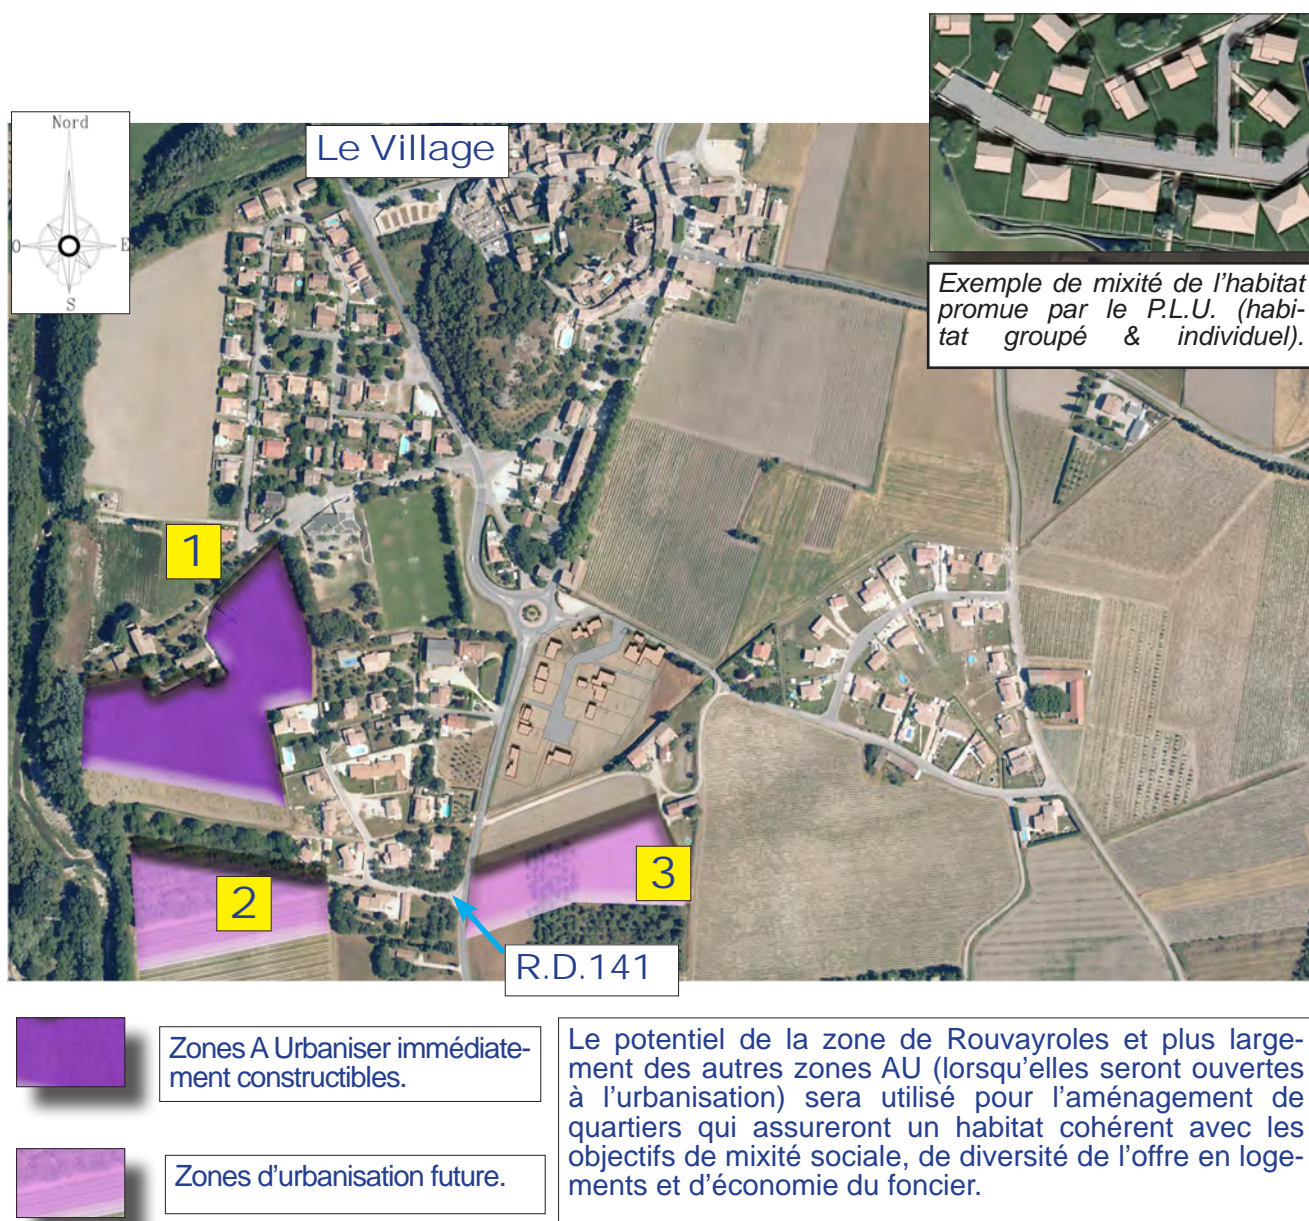 Nord
O
E
S
Le Village
Exemple de mixité de l'habitat
promue par le P.L.U. (habi-
tat groupé & individuel).
1
2
3
R.D.141
Zones A Urbaniser immédiate-
ment constructibles.
Zones d'urbanisation future.
Le potentiel de la zone de Rouvayroles et plus large-
ment des autres zones AU (lorsqu'elles seront ouvertes
à l'urbanisation) sera utilisé pour l'aménagement de
quartiers qui assureront un habitat cohérent avec les
objectifs de mixité sociale, de diversité de l'offre en loge-
ments et d'économie du foncier.